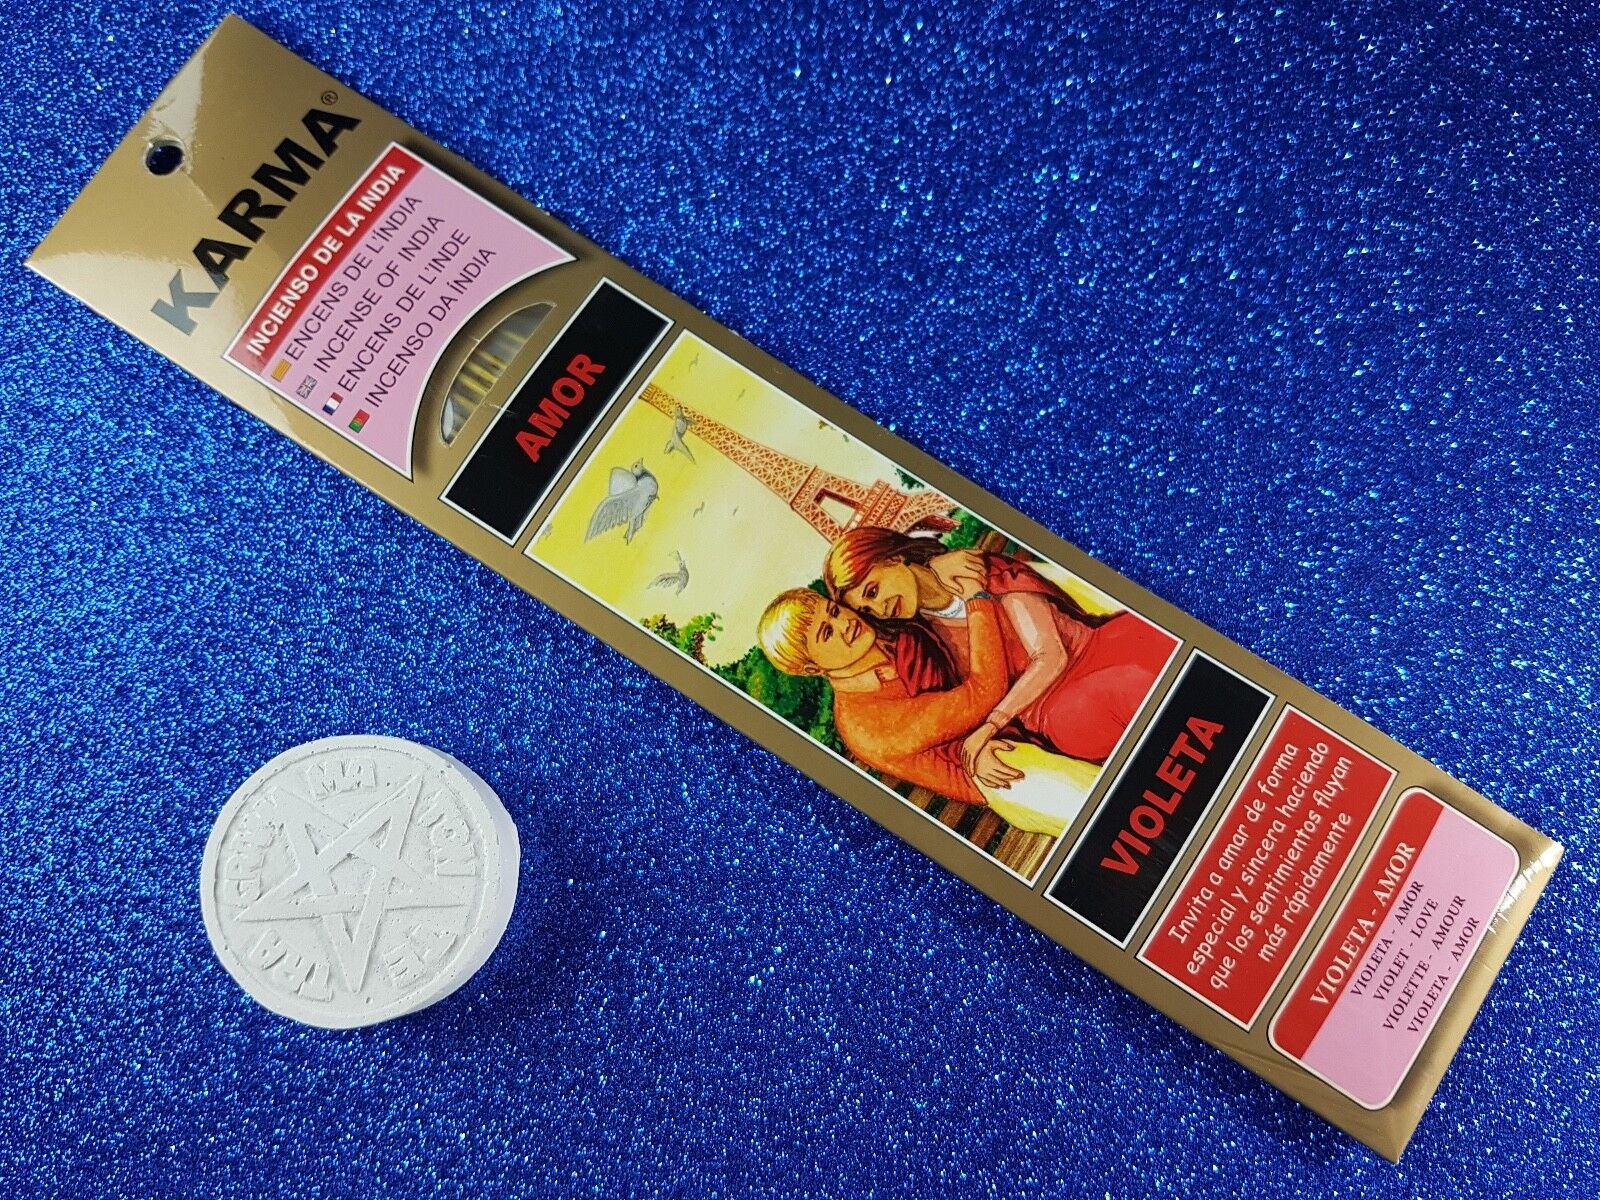 KARMA®
INCIENSO DE LA INDIA
ENCENS DE L'ÍNDIA
INCENSE OF INDIA
ENCENS DE L'INDE
INCENSO DA ÍNDIA
AMOR
VIOLETA
Invita a amar de forma
especial y sincera haciendo
que los sentimientos fluyan
más rápidamente
VIOLETA - AMOR
VIOLETA - AMOR
VIOLET - LOVE
VIOLETTE - AMOUR
VIOLETA - AMOR